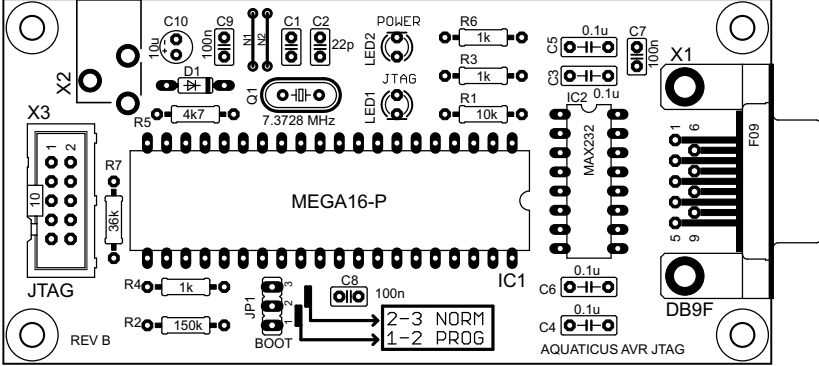 C10
10u
C9
100n
N1
N2
C1
C2
22p
POWER
LED2
R6
1k
0.1u
C5
C7
100n
X2
D1
R5
4k7
Q1
7.3728 MHz
JTAG
LED1
R3
1k
R1
10k
C3
0.1u
IC2
MAX232
X1
F09
1
6
5
9
DB9F
X3
1 2
10
JTAG
R7
36k
MEGA16-P
IC1
R4
1k
R2
150k
JP1
3
2
1
BOOT
C8
100n
2-3 NORM
1-2 PROG
C6
0.1u
C4
0.1u
REV B
AQUATICUS AVR JTAG